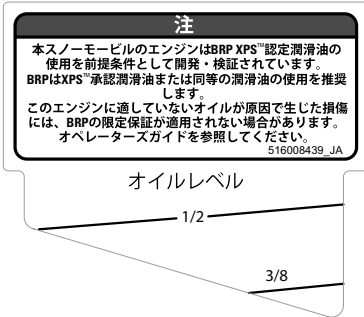 注
本スノーモービルのエンジンはBRP XPS™認定潤滑油の
使用を前提条件として開発・検証されています。
BRPはXPS™承認潤滑油または同等の潤滑油の使用を推奨
します。
このエンジンに適していないオイルが原因で生じた損傷
には、BRPの限定保証が適用されない場合があります。
オペレーターズガイドを参照してください。
516008439_JA
オイルレベル
1/2
3/8